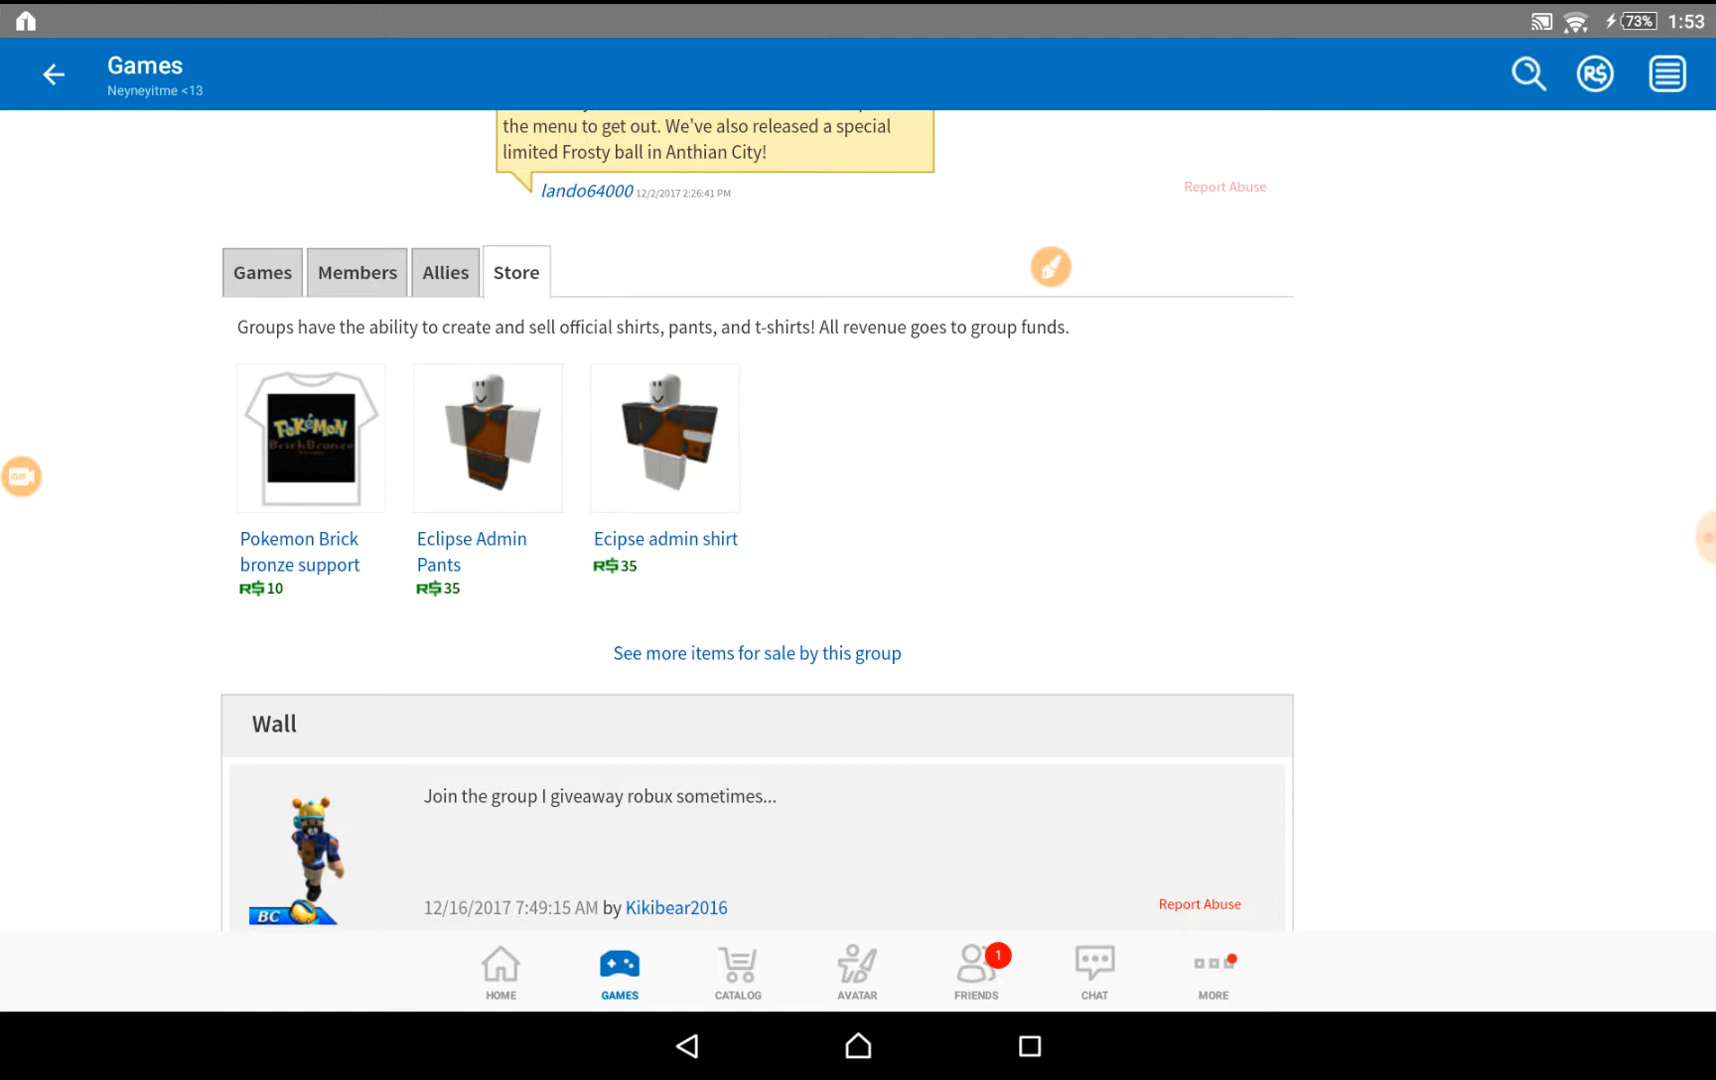 73% 1:53
Games
Neyneyitme <13
R$
the menu to get out. We've also released a special
limited Frosty ball in Anthian City!
lando64000 12/2/2017 2:26:41 PM
Report Abuse
Games Members Allies Store
Groups have the ability to create and sell official shirts, pants, and t-shirts! All revenue goes to group funds.
GIF
POKéMON
BrickBronze
Pokemon Brick
bronze support
R$ 10
Eclipse Admin
Pants
R$ 35
Ecipse admin shirt
R$ 35
See more items for sale by this group
Wall
Join the group I giveaway robux sometimes...
BC
12/16/2017 7:49:15 AM by Kikibear2016
Report Abuse
1
HOME GAMES CATALOG AVATAR FRIENDS CHAT MORE